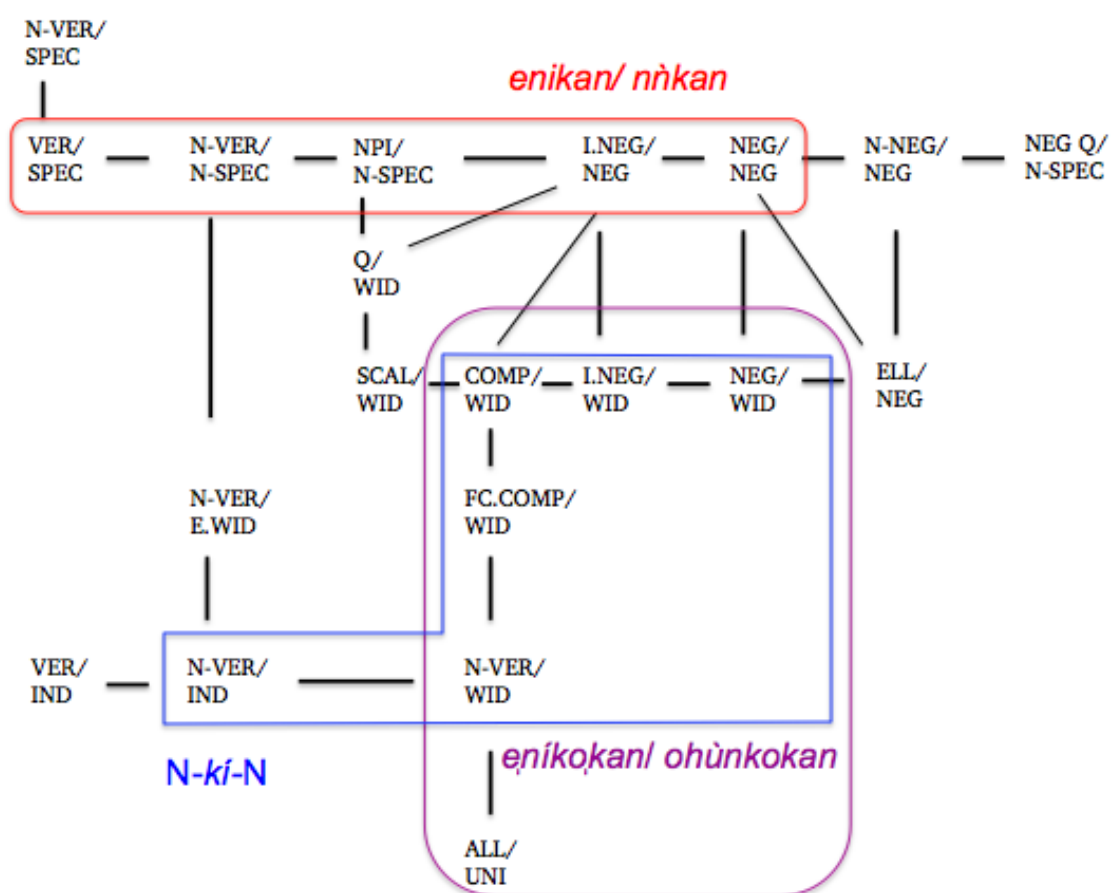 N-VER/
SPEC
enikan/ nǹkan
VER/
SPEC
N-VER/
N-SPEC
NPI/
N-SPEC
I.NEG/
NEG
NEG/
NEG
N-NEG/
NEG
NEG Q/
N-SPEC
Q/
WID
SCAL/
WID
COMP/
WID
I.NEG/
WID
NEG/
WID
ELL/
NEG
N-VER/
E.WID
FC.COMP/
WID
VER/
IND
N-VER/
IND
N-VER/
WID
N-kí-N
ẹníkọ̣kan/ ohùnkokan
ALL/
UNI